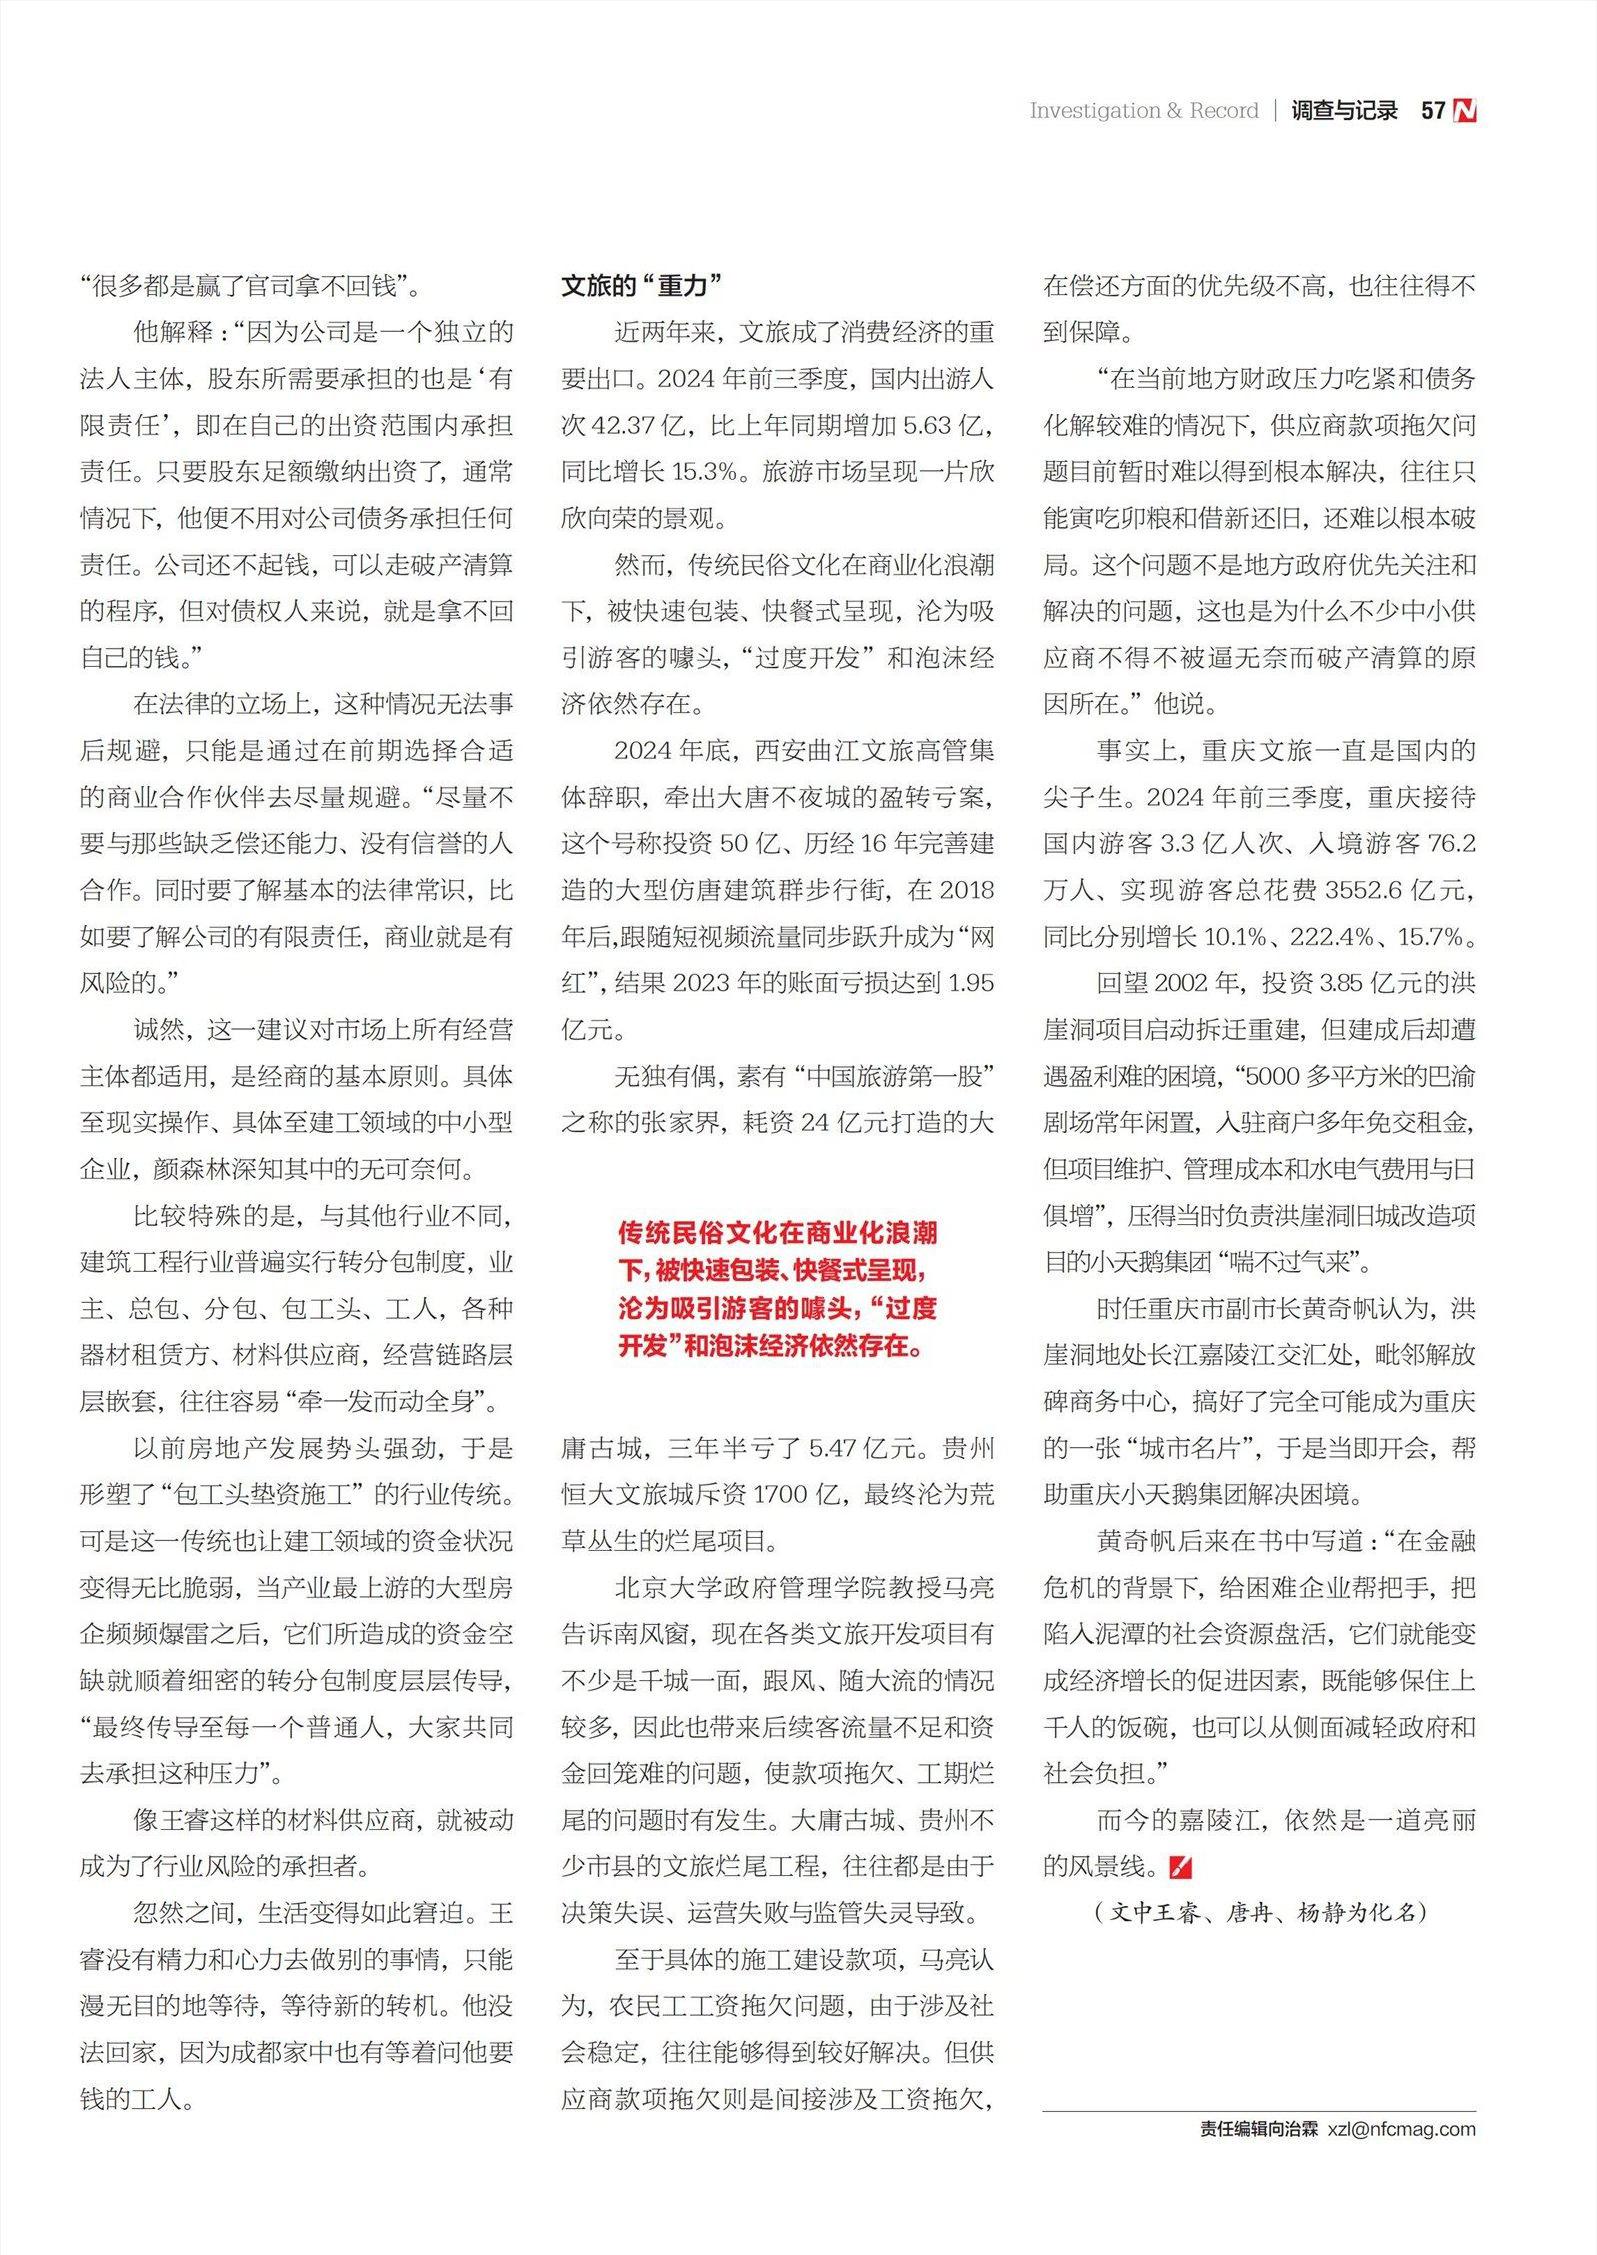 Investigation & Record | 调查与记录 57
“很多都是赢了官司拿不回钱”。
他解释：“因为公司是一个独立的
法人主体，股东所需要承担的也是‘有
限责任’，即在自己的出资范围内承担
责任。只要股东足额缴纳出资了，通常
情况下，他便不用对公司债务承担任何
责任。公司还不起钱，可以走破产清算
的程序，但对债权人来说，就是拿不回
自己的钱。”
在法律的立场上，这种情况无法事
后规避，只能是通过在前期选择合适
的商业合作伙伴去尽量规避。“尽量不
要与那些缺乏偿还能力、没有信誉的人
合作。同时要了解基本的法律常识，比
如要了解公司的有限责任，商业就是有
风险的。”
诚然，这一建议对市场上所有经营
主体都适用，是经商的基本原则。具体
至现实操作、具体至建工领域的中小型
企业，颜森林深知其中的无可奈何。
比较特殊的是，与其他行业不同，
建筑工程行业普遍实行转分包制度，业
主、总包、分包、包工头、工人，各种
器材租赁方、材料供应商，经营链路层
层嵌套，往往容易“牵一发而动全身”。
以前房地产发展势头强劲，于是
形塑了“包工头垫资施工”的行业传统。
可是这一传统也让建工领域的资金状况
变得无比脆弱，当产业最上游的大型房
企频频爆雷之后，它们所造成的资金空
缺就顺着细密的转分包制度层层传导，
“最终传导至每一个普通人，大家共同
去承担这种压力”。
像王睿这样的材料供应商，就被动
成为了行业风险的承担者。
忽然之间，生活变得如此窘迫。王
睿没有精力和心力去做别的事情，只能
漫无目的地等待，等待新的转机。他没
法回家，因为成都家中也有等着问他要
钱的工人。
文旅的“重力”
近两年来，文旅成了消费经济的重
要出口。2024 年前三季度，国内出游人
次 42.37 亿，比上年同期增加 5.63 亿，
同比增长 15.3%。旅游市场呈现一片欣
欣向荣的景观。
然而，传统民俗文化在商业化浪潮
下，被快速包装、快餐式呈现，沦为吸
引游客的噱头，“过度开发”和泡沫经
济依然存在。
2024 年底，西安曲江文旅高管集
体辞职，牵出大唐不夜城的盈转亏案，
这个号称投资 50 亿、历经 16 年完善建
造的大型仿唐建筑群步行街，在 2018
年后,跟随短视频流量同步跃升成为“网
红”，结果 2023 年的账面亏损达到 1.95
亿元。
无独有偶，素有“中国旅游第一股”
之称的张家界，耗资 24 亿元打造的大
传统民俗文化在商业化浪潮
下，被快速包装、快餐式呈现，
沦为吸引游客的噱头，“过度
开发”和泡沫经济依然存在。
庸古城，三年半亏了 5.47 亿元。贵州
恒大文旅城斥资 1700 亿，最终沦为荒
草丛生的烂尾项目。
北京大学政府管理学院教授马亮
告诉南风窗，现在各类文旅开发项目有
不少是千城一面，跟风、随大流的情况
较多，因此也带来后续客流量不足和资
金回笼难的问题，使款项拖欠、工期烂
尾的问题时有发生。大庸古城、贵州不
少市县的文旅烂尾工程，往往都是由于
决策失误、运营失败与监管失灵导致。
至于具体的施工建设款项，马亮认
为，农民工工资拖欠问题，由于涉及社
会稳定，往往能够得到较好解决。但供
应商款项拖欠则是间接涉及工资拖欠，
在偿还方面的优先级不高，也往往得不
到保障。
“在当前地方财政压力吃紧和债务
化解较难的情况下，供应商款项拖欠问
题目前暂时难以得到根本解决，往往只
能寅吃卯粮和借新还旧，还难以根本破
局。这个问题不是地方政府优先关注和
解决的问题，这也是为什么不少中小供
应商不得不被逼无奈而破产清算的原
因所在。”他说。
事实上，重庆文旅一直是国内的
尖子生。2024 年前三季度，重庆接待
国内游客 3.3 亿人次、入境游客 76.2
万人、实现游客总花费 3552.6 亿元，
同比分别增长 10.1%、222.4%、15.7%。
回望 2002 年，投资 3.85 亿元的洪
崖洞项目启动拆迁重建，但建成后却遭
遇盈利难的困境，“5000 多平方米的巴渝
剧场常年闲置，入驻商户多年免交租金，
但项目维护、管理成本和水电气费用与日
俱增”，压得当时负责洪崖洞旧城改造项
目的小天鹅集团“喘不过气来”。
时任重庆市副市长黄奇帆认为，洪
崖洞地处长江嘉陵江交汇处，毗邻解放
碑商务中心，搞好了完全可能成为重庆
的一张“城市名片”，于是当即开会，帮
助重庆小天鹅集团解决困境。
黄奇帆后来在书中写道：“在金融
危机的背景下，给困难企业帮把手，把
陷入泥潭的社会资源盘活，它们就能变
成经济增长的促进因素，既能够保住上
千人的饭碗，也可以从侧面减轻政府和
社会负担。”
而今的嘉陵江，依然是一道亮丽
的风景线。
（文中王睿、唐冉、杨静为化名）
责任编辑向治霖 xzl@nfcmag.com